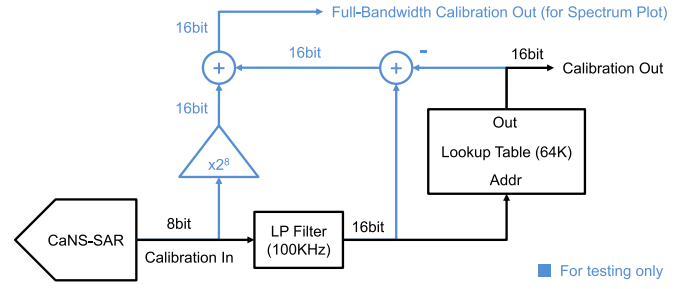 16bit
Full-Bandwidth Calibration Out (for Spectrum Plot)
16bit
-
16bit
+
+
Calibration Out
16bit
Out
Lookup Table (64K)
Addr
x2⁸
8bit
CaNS-SAR
Calibration In
LP Filter
(100KHz)
16bit
For testing only